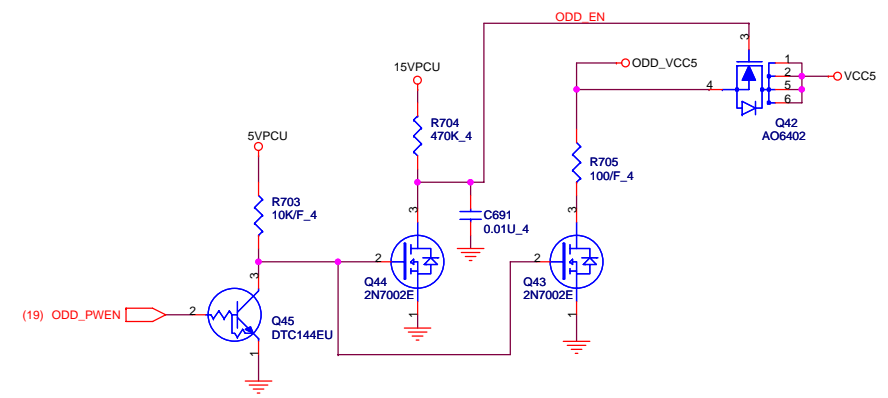 ODD_EN
3
15VPCU
ODD_VCC5
1
2
VCC5
4
5
6
R704
470K_4
Q42
AO6402
5VPCU
R705
100/F_4
R703
10K/F_4
3
C691
0.01U_4
3
2
2
3
Q44
2N7002E
Q43
2N7002E
(19) ODD_PWEN
2
Q45
DTC144EU
1
1
1